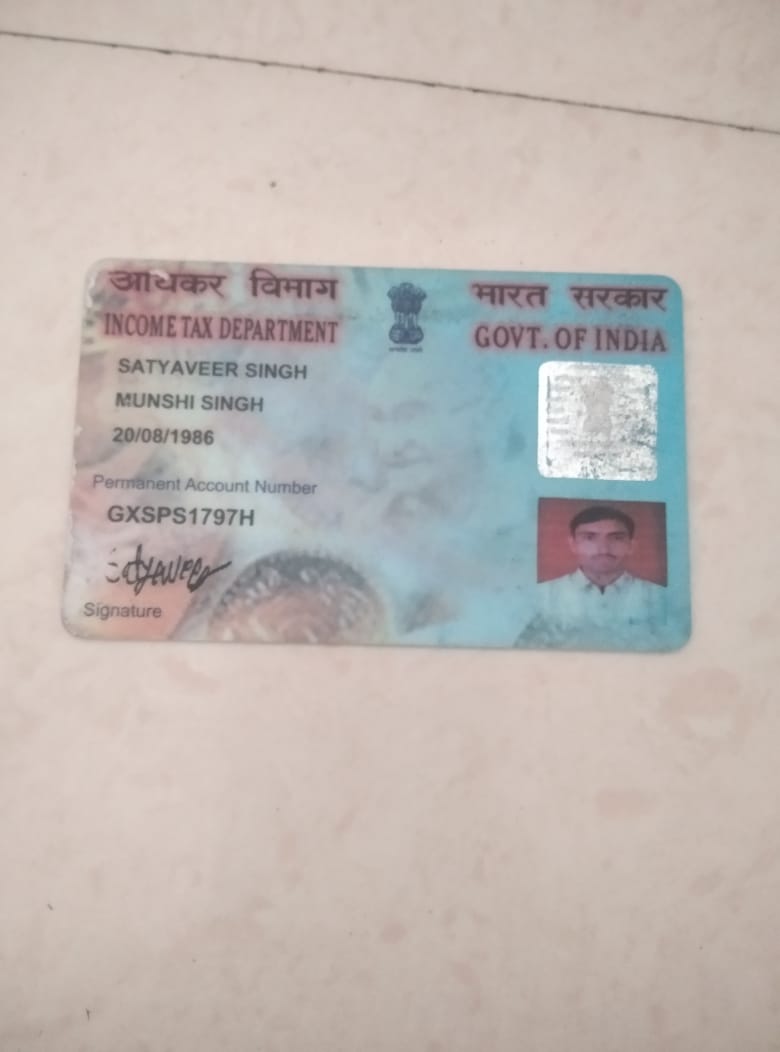 आयकर विभाग
INCOME TAX DEPARTMENT
भारत सरकार
GOVT. OF INDIA
SATYAVEER SINGH
MUNSHI SINGH
20/08/1986
Permanent Account Number
GXSPS1797H
Satyaveer
Signature